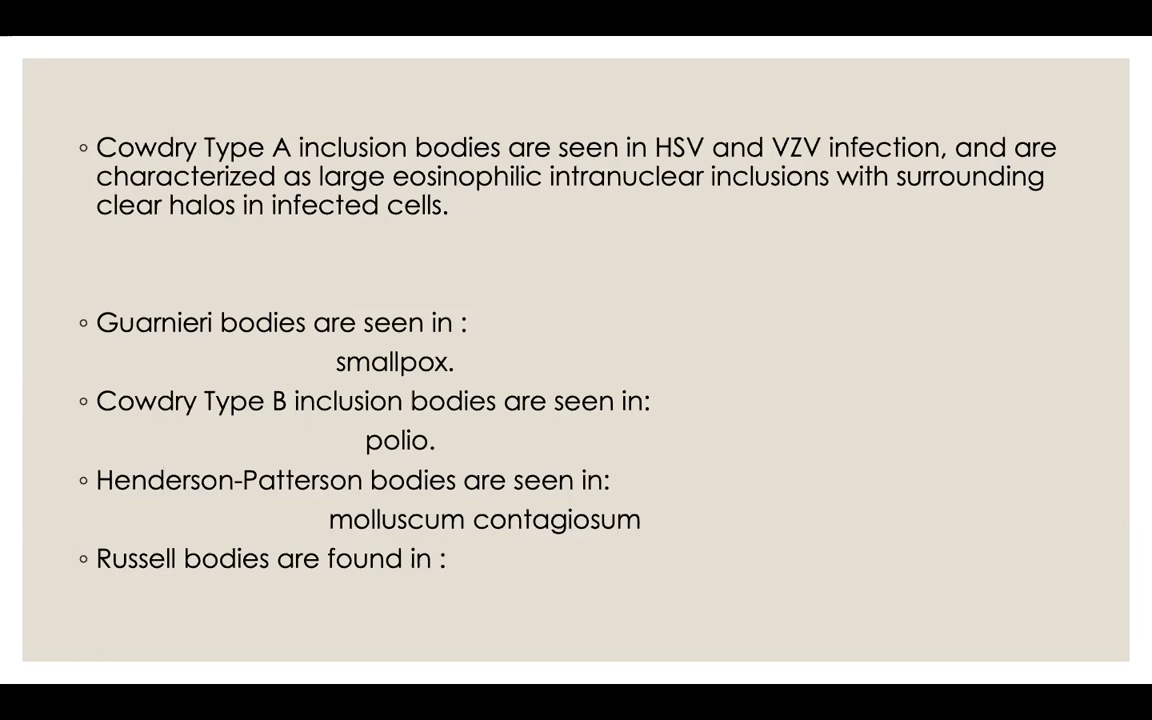 ◦ Cowdry Type A inclusion bodies are seen in HSV and VZV infection, and are
characterized as large eosinophilic intranuclear inclusions with surrounding
clear halos in infected cells.
◦ Guarnieri bodies are seen in :
smallpox.
◦ Cowdry Type B inclusion bodies are seen in:
polio.
◦ Henderson-Patterson bodies are seen in:
molluscum contagiosum
◦ Russell bodies are found in :